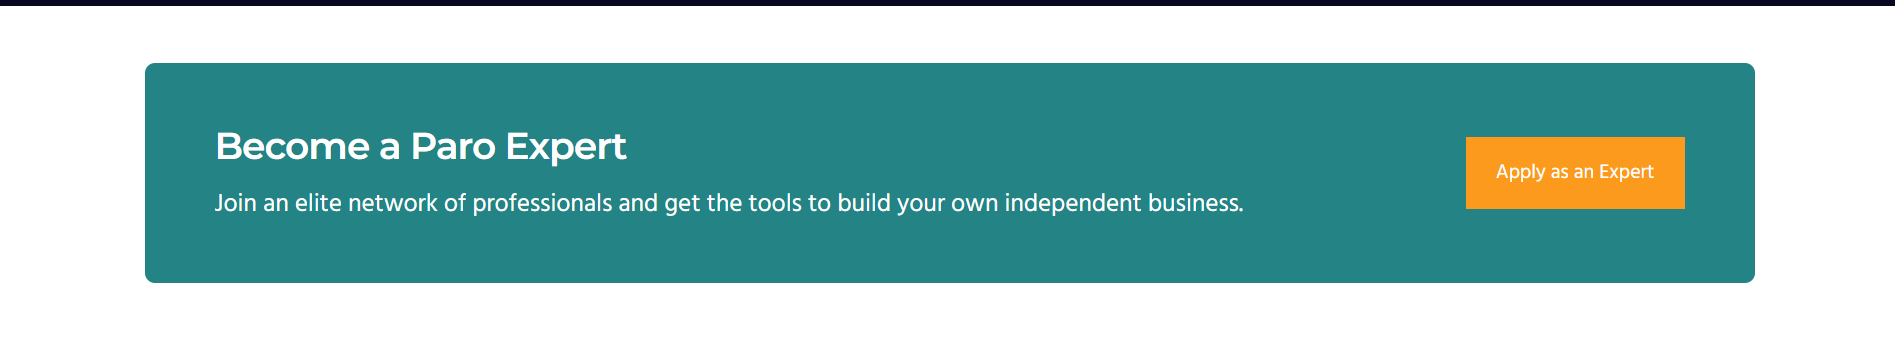 Become a Paro Expert
Join an elite network of professionals and get the tools to build your own independent business.
Apply as an Expert